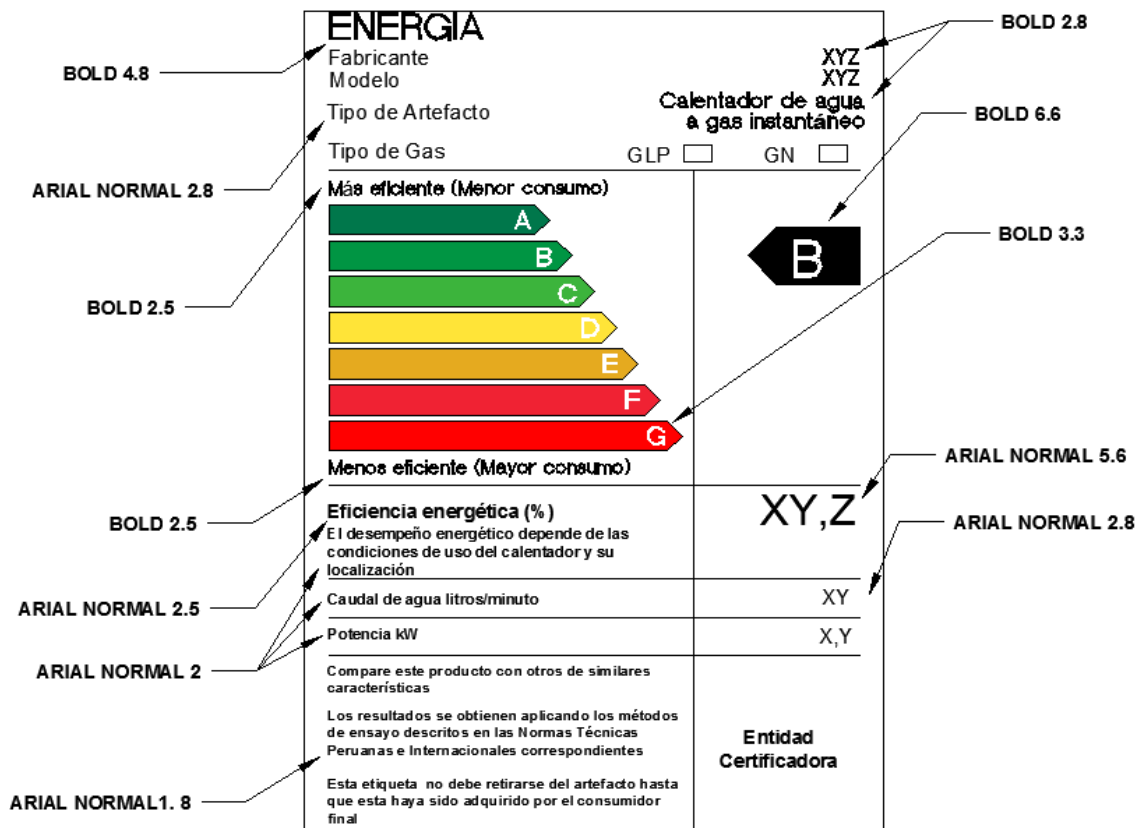 ENERGIA
BOLD 2.8
BOLD 4.8
Fabricante XYZ
Modelo XYZ
Tipo de Artefacto Calentador de agua
a gas instantáneo
BOLD 6.6
Tipo de Gas GLP GN
ARIAL NORMAL 2.8
Más eficiente (Menor consumo)
A
B
B
BOLD 3.3
C
BOLD 2.5
D
E
F
G
Menos eficiente (Mayor consumo)
ARIAL NORMAL 5.6
BOLD 2.5
Eficiencia energética (%) XY,Z
ARIAL NORMAL 2.8
El desempeño energético depende de las
condiciones de uso del calentador y su
localización
ARIAL NORMAL 2.5
Caudal de agua litros/minuto XY
Potencia kW X,Y
ARIAL NORMAL 2
Compare este producto con otros de similares
características
Los resultados se obtienen aplicando los métodos
de ensayo descritos en las Normas Técnicas
Peruanas e Internacionales correspondientes
Entidad
Certificadora
ARIAL NORMAL1. 8
Esta etiqueta no debe retirarse del artefacto hasta
que esta haya sido adquirido por el consumidor
final